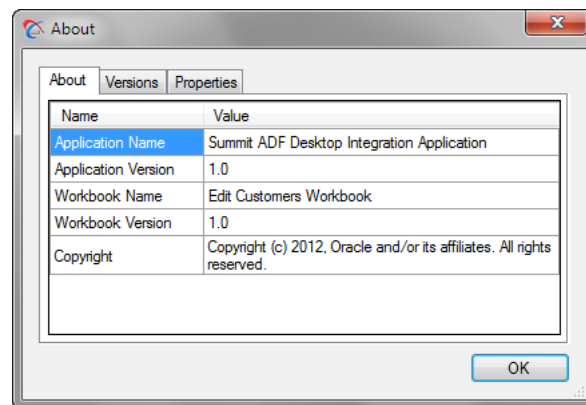 About
About Versions Properties
Name Value
Application Name Summit ADF Desktop Integration Application
Application Version 1.0
Workbook Name Edit Customers Workbook
Workbook Version 1.0
Copyright Copyright (c) 2012, Oracle and/or its affiliates. All rights
reserved.
OK